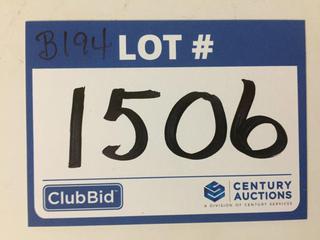 B194 LOT #
1506
ClubBid
CENTURY
AUCTIONS
A DIVISION OF CENTURY SERVICES